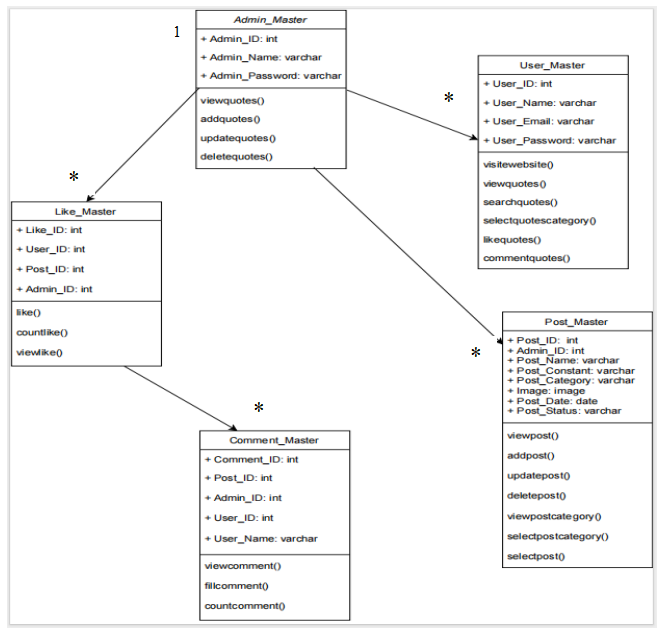 1
Admin_Master
+ Admin_ID: int
+ Admin_Name: varchar
+ Admin_Password: varchar
viewquotes()
addquotes()
updatequotes()
deletequotes()
*
User_Master
+ User_ID: int
+ User_Name: varchar
+ User_Email: varchar
+ User_Password: varchar
visitewebsite()
viewquotes()
searchquotes()
selectquotescategory()
likequotes()
commentquotes()
*
Like_Master
+ Like_ID: int
+ User_ID: int
+ Post_ID: int
+ Admin_ID: int
like()
countlike()
viewlike()
*
Post_Master
+ Post_ID: int
+ Admin_ID: int
+ Post_Name: varchar
+ Post_Constant: varchar
+ Post_Category: varchar
+ Image: image
+ Post_Date: date
+ Post_Status: varchar
viewpost()
addpost()
updatepost()
deletepost()
viewpostcategory()
selectpostcategory()
selectpost()
*
Comment_Master
+ Comment_ID: int
+ Post_ID: int
+ Admin_ID: int
+ User_ID: int
+ User_Name: varchar
viewcomment()
fillcomment()
countcomment()